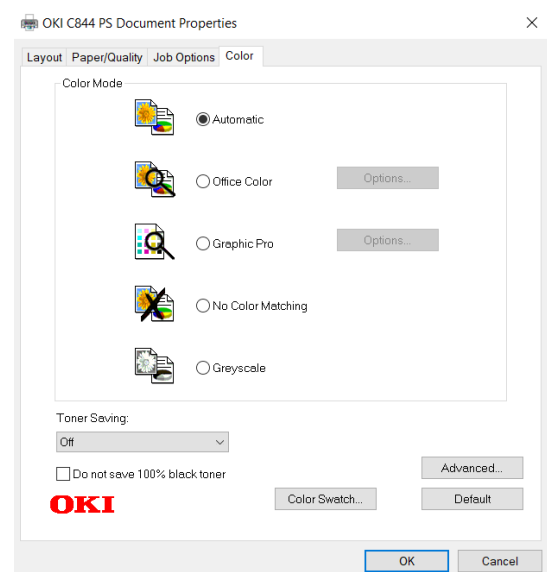 OKI C844 PS Document Properties
Layout Paper/Quality Job Options Color
Color Mode
Automatic
Office Color Options...
Graphic Pro Options...
No Color Matching
Greyscale
Toner Saving:
Off
Advanced...
Do not save 100% black toner
OKI Color Swatch... Default
OK Cancel